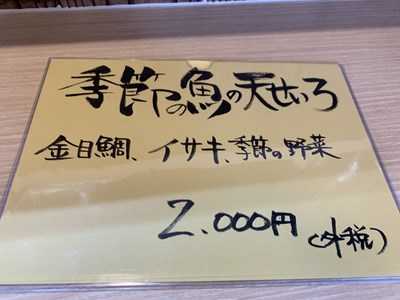 季節の魚の天せいろ
金目鯛、イサキ、季節の野菜
2.000円(外税)